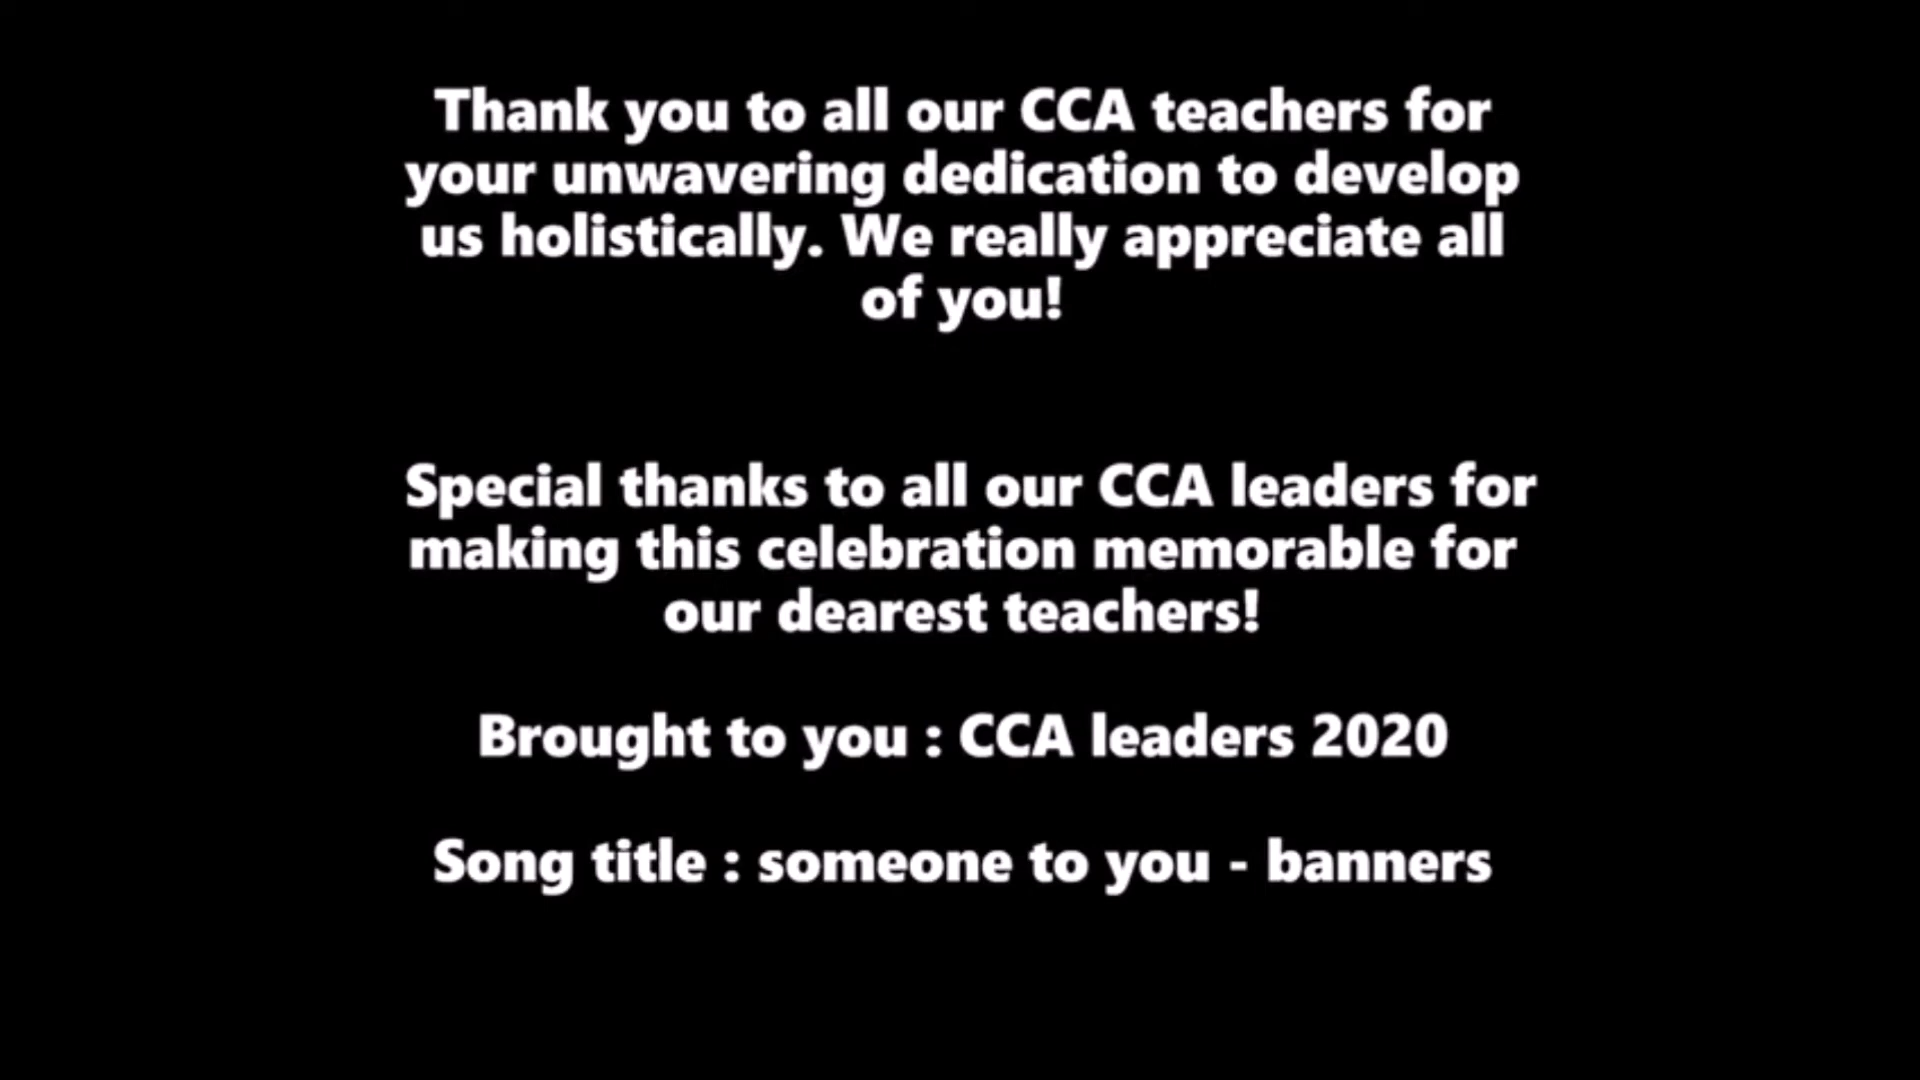 Thank you to all our CCA teachers for
your unwavering dedication to develop
us holistically. We really appreciate all
of you!
Special thanks to all our CCA leaders for
making this celebration memorable for
our dearest teachers!
Brought to you : CCA leaders 2020
Song title : someone to you - banners